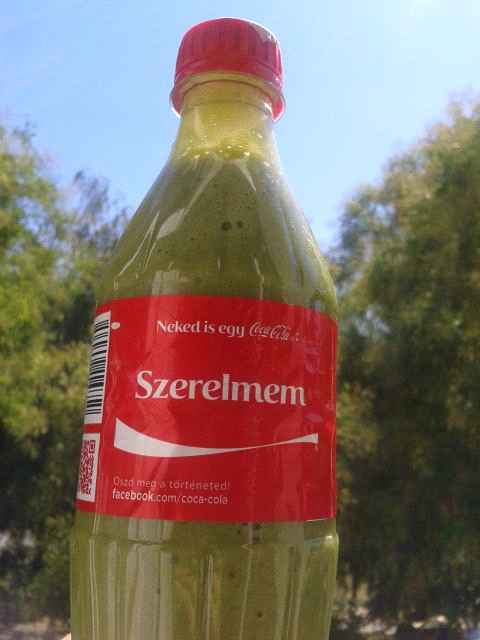 Neked is egy Coca-Cola :
Szerelmem
Oszd meg a történeted!
facebook.com/coca-cola